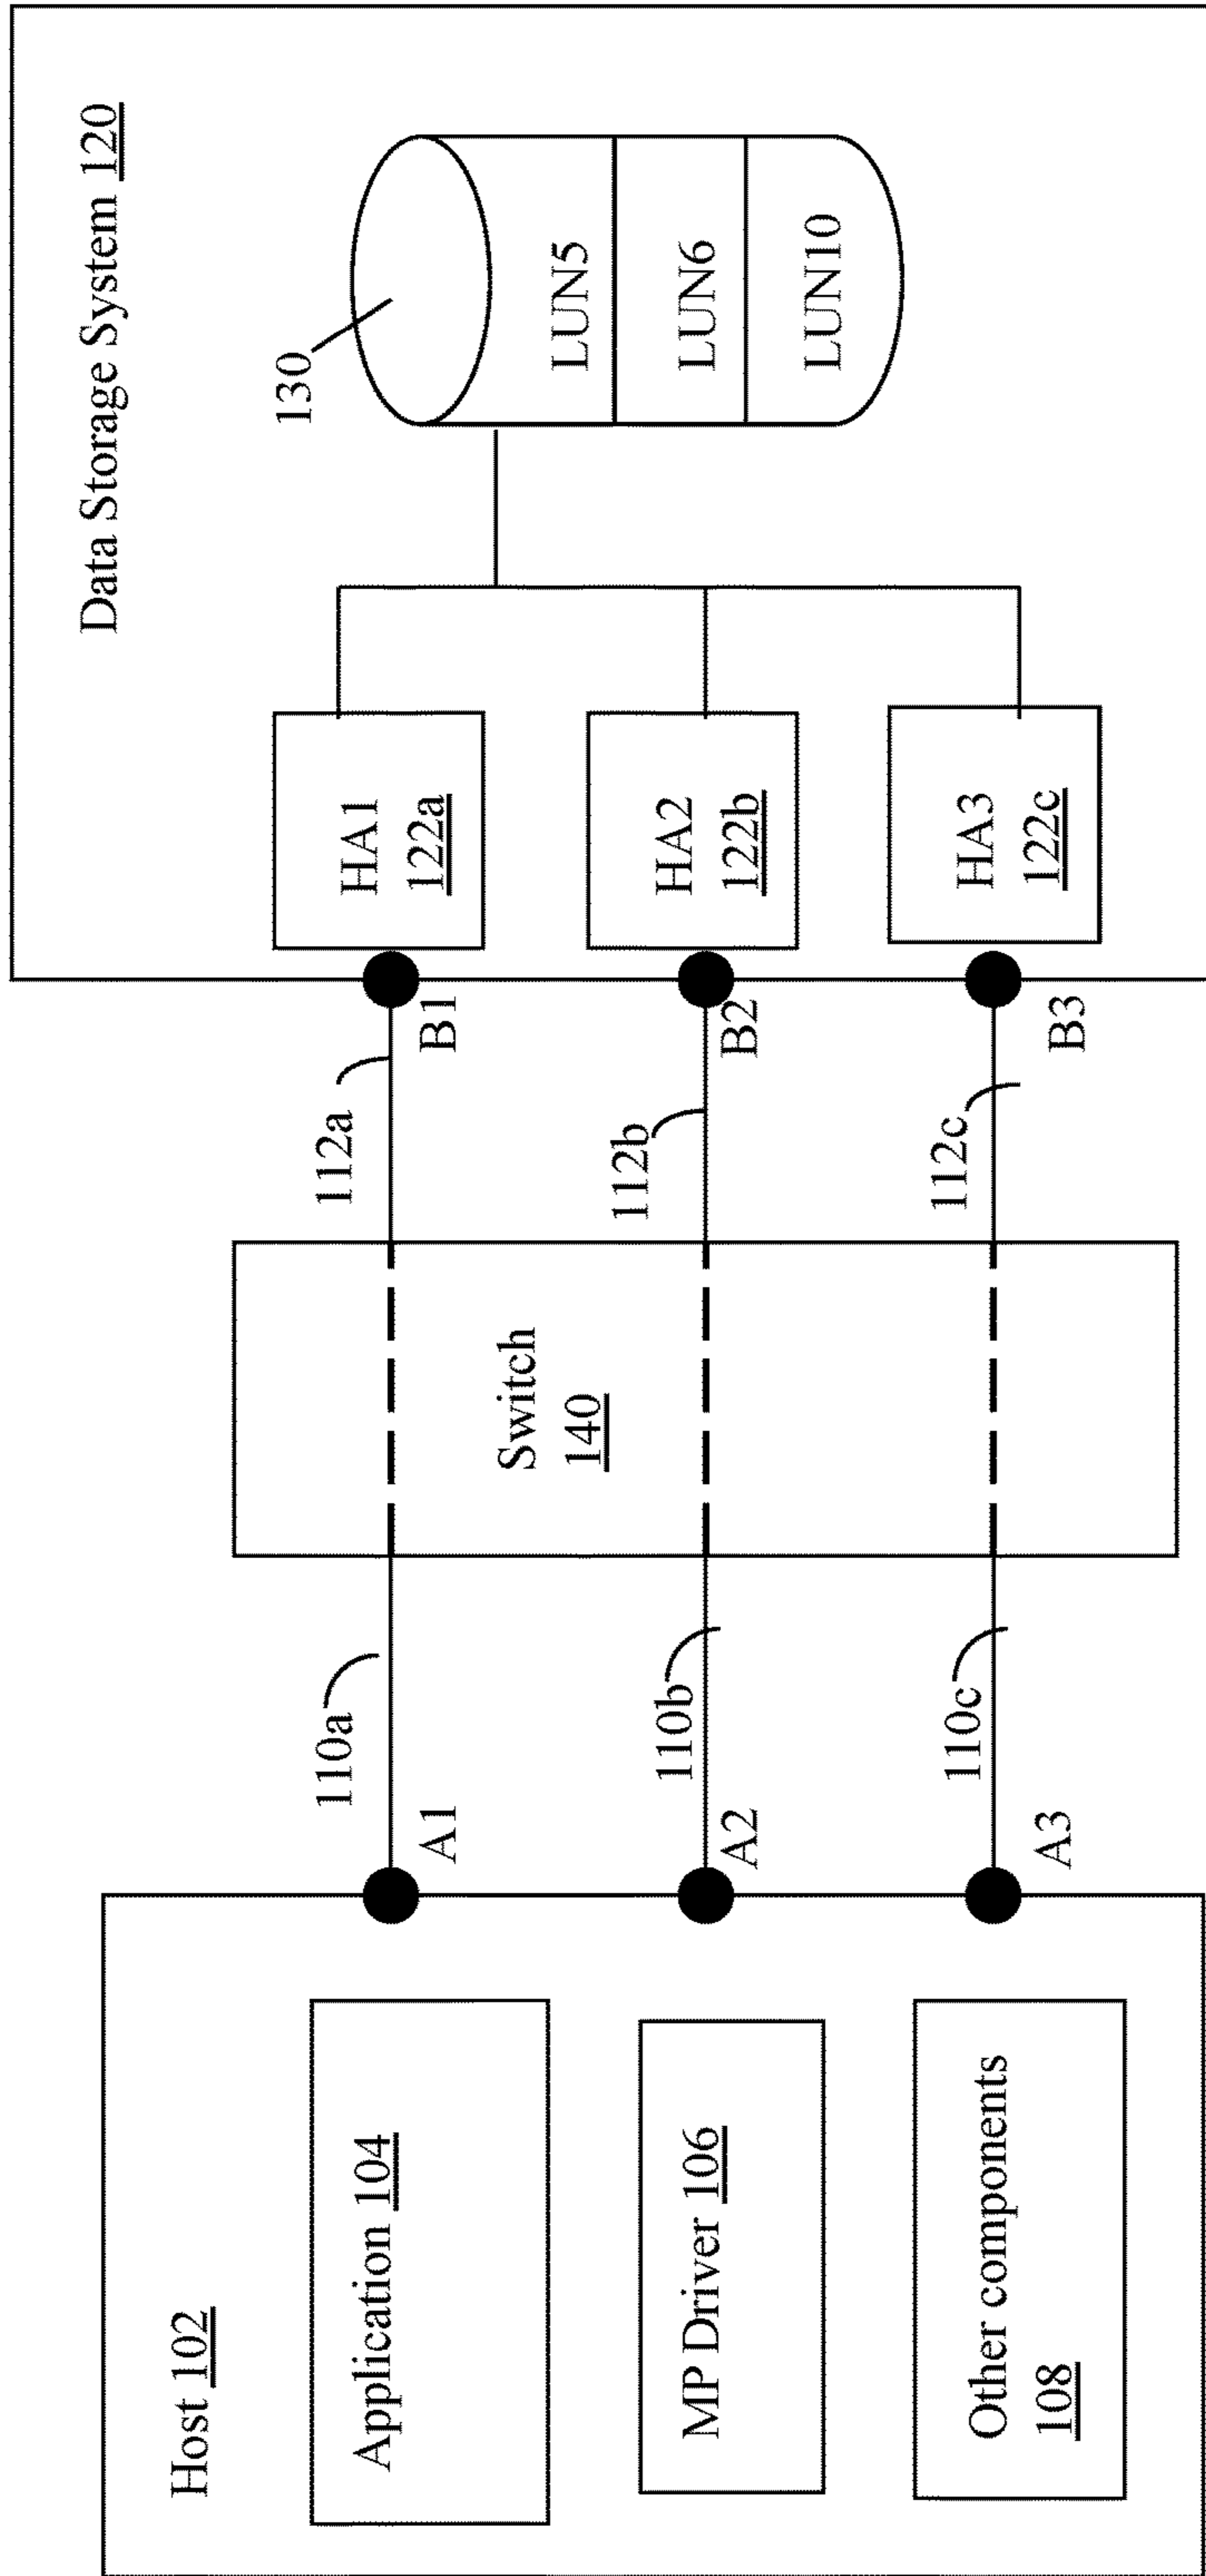 Host 102
Application 104
MP Driver 106
Other components
108
A1
A2
A3
110a
110b
110c
Switch
140
112a
112b
112c
B1
B2
B3
Data Storage System 120
HA1
122a
HA2
122b
HA3
122c
130
LUN5
LUN6
LUN10